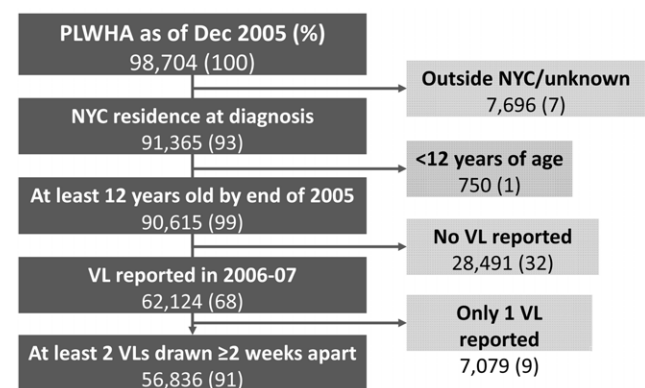 PLWHA as of Dec 2005 (%)
98,704 (100)
Outside NYC/unknown
7,696 (7)
NYC residence at diagnosis
91,365 (93)
<12 years of age
750 (1)
At least 12 years old by end of 2005
90,615 (99)
No VL reported
28,491 (32)
VL reported in 2006-07
62,124 (68)
Only 1 VL
reported
7,079 (9)
At least 2 VLs drawn ≥2 weeks apart
56,836 (91)